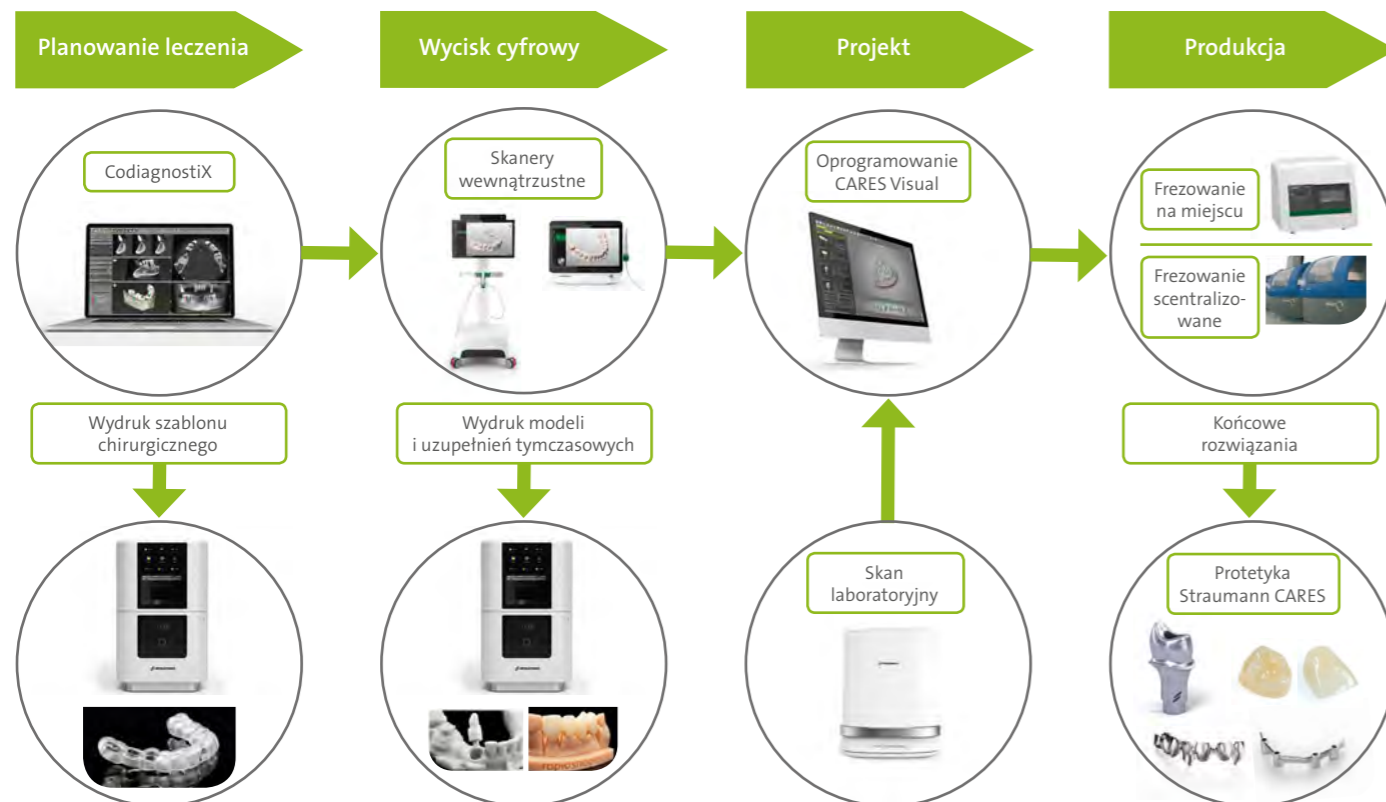 Planowanie leczenia
Wycisk cyfrowy
Projekt
Produkcja
CodiagnostiX
Skanery
wewnątrzustne
Oprogramowanie
CARES Visual
Frezowanie
na miejscu
Frezowanie
scentralizo-
wane
Wydruk szablonu
chirurgicznego
Wydruk modeli
i uzupełnień tymczasowych
Końcowe
rozwiązania
Skan
laboratoryjny
Protetyka
Straumann CARES